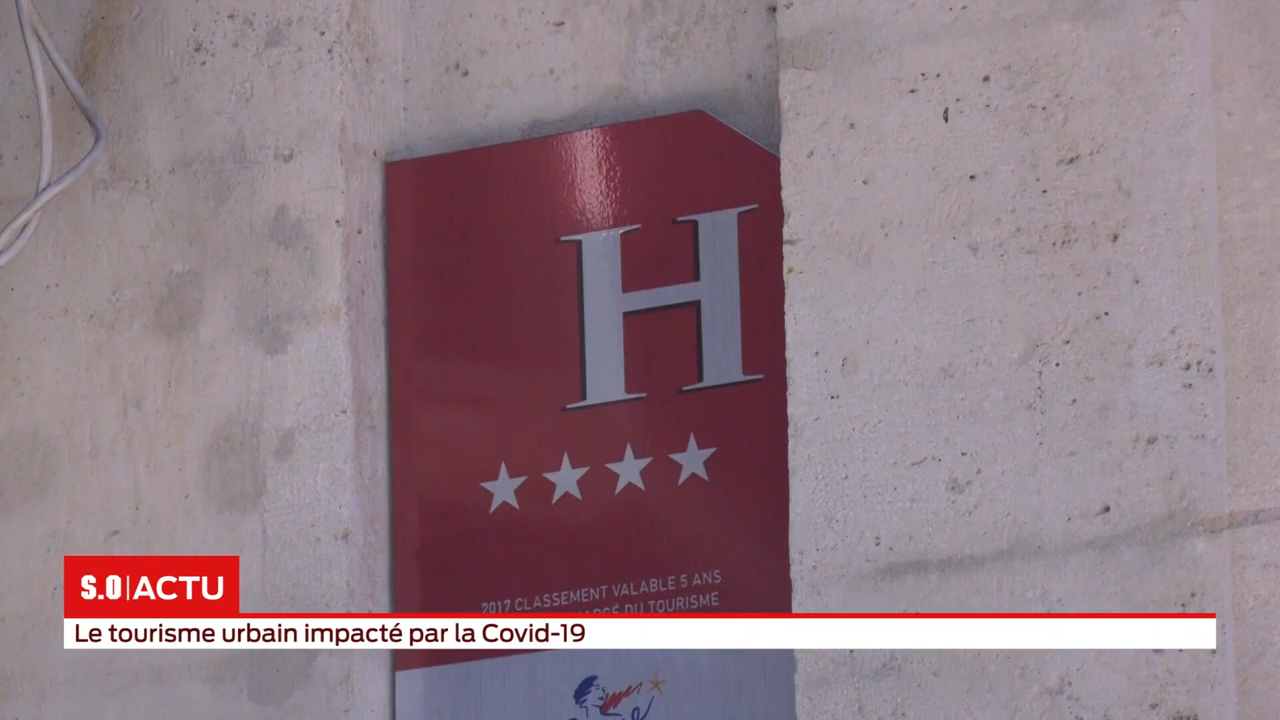 H
2017 CLASSEMENT VALABLE 5 ANS
DU TOURISME
S.O|ACTU
Le tourisme urbain impacté par la Covid-19